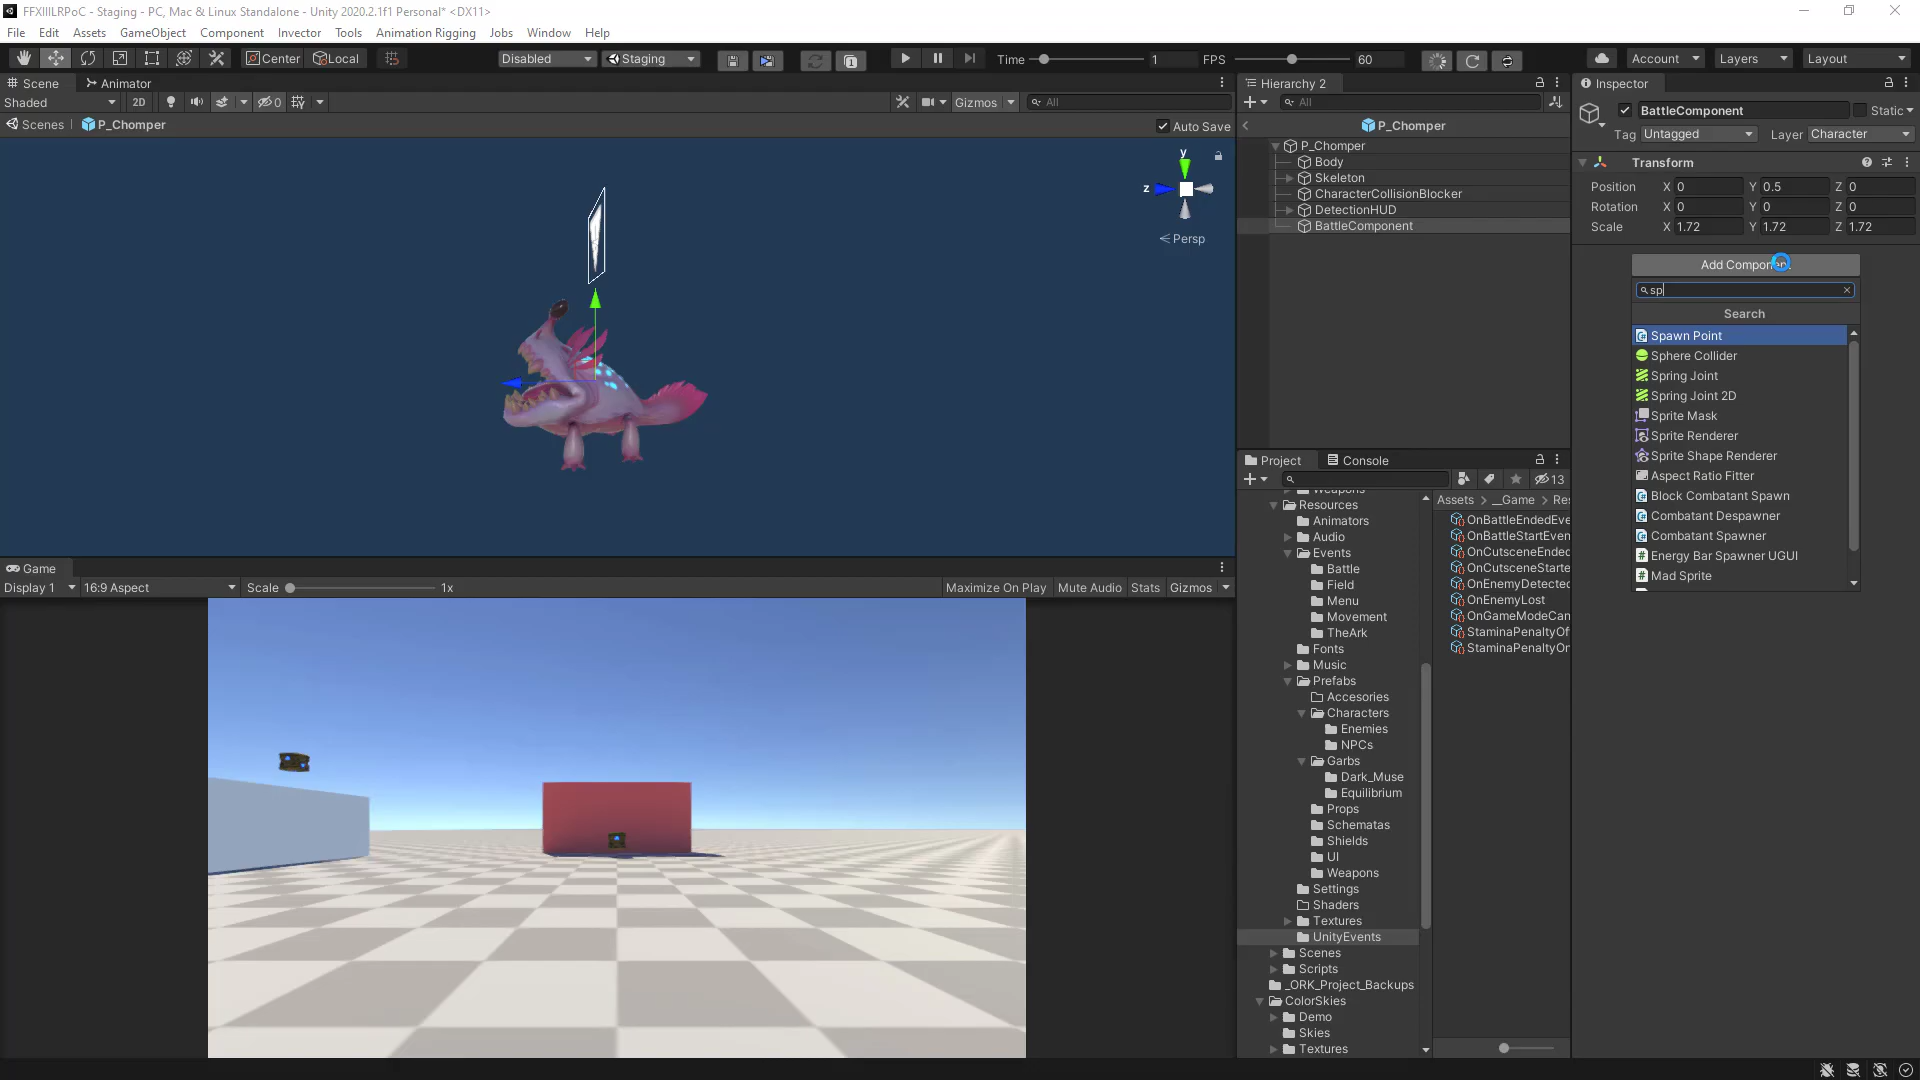 FFXIIILRPoC - Staging - PC, Mac & Linux Standalone - Unity 2020.2.1f1 Personal* <DX11>
File Edit Assets GameObject Component Invector Tools Animation Rigging Jobs Window Help
Center Local Disabled Staging Time 1 FPS 60 Account Layers Layout
Scene Animator
Shaded 2D 0 Gizmos All
Scenes P_Chomper Auto Save
y
z
Persp
Game
Display 1 16:9 Aspect Scale 1x Maximize On Play Mute Audio Stats Gizmos
Hierarchy 2
All
P_Chomper
P_Chomper
Body
Skeleton
CharacterCollisionBlocker
DetectionHUD
BattleComponent
Project Console
13
Weapons
Resources
Animators
Audio
Events
Battle
Field
Menu
Movement
TheArk
Fonts
Music
Prefabs
Accesories
Characters
Enemies
NPCs
Garbs
Dark_Muse
Equilibrium
Props
Schematas
Shields
UI
Weapons
Settings
Shaders
Textures
UnityEvents
Scenes
Scripts
_ORK_Project_Backups
ColorSkies
Demo
Skies
Textures
Assets > __Game > Res
OnBattleEndedEve
OnBattleStartEven
OnCutsceneEnded
OnCutsceneStarte
OnEnemyDetected
OnEnemyLost
OnGameModeCan
StaminaPenaltyOf
StaminaPenaltyOn
Inspector
BattleComponent Static
Tag Untagged Layer Character
Transform
Position X 0 Y 0.5 Z 0
Rotation X 0 Y 0 Z 0
Scale X 1.72 Y 1.72 Z 1.72
Add Component
sp
Search
Spawn Point
Sphere Collider
Spring Joint
Spring Joint 2D
Sprite Mask
Sprite Renderer
Sprite Shape Renderer
Aspect Ratio Fitter
Block Combatant Spawn
Combatant Despawner
Combatant Spawner
Energy Bar Spawner UGUI
Mad Sprite